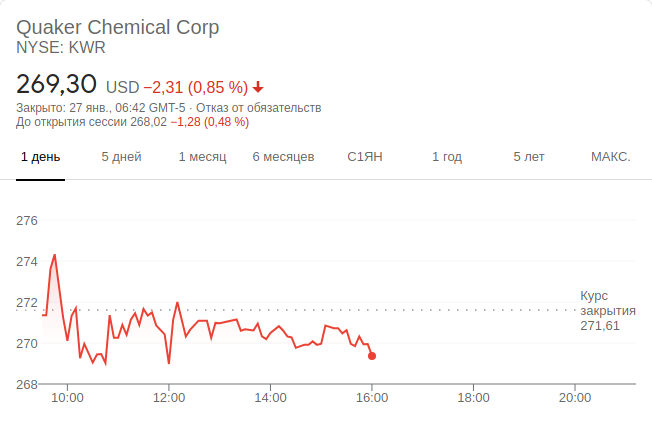 Quaker Chemical Corp
NYSE: KWR
269,30 USD −2,31 (0,85 %)
Закрыто: 27 янв., 06:42 GMT-5 · Отказ от обязательств
До открытия сессии 268,02 −1,28 (0,48 %)
1 день 5 дней 1 месяц 6 месяцев С1ЯН 1 год 5 лет МАКС.
276
274
272
270
268
Курс
закрытия
271,61
10:00 12:00 14:00 16:00 18:00 20:00